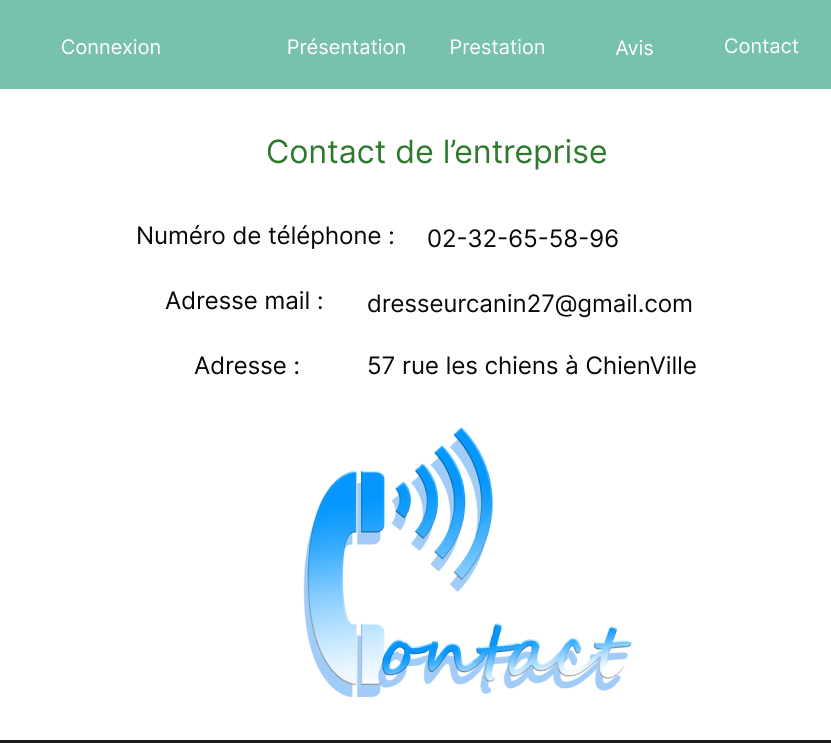 Connexion Présentation Prestation Avis Contact
Contact de l’entreprise
Numéro de téléphone : 02-32-65-58-96
Adresse mail : dresseurcanin27@gmail.com
Adresse : 57 rue les chiens à ChienVille
Contact